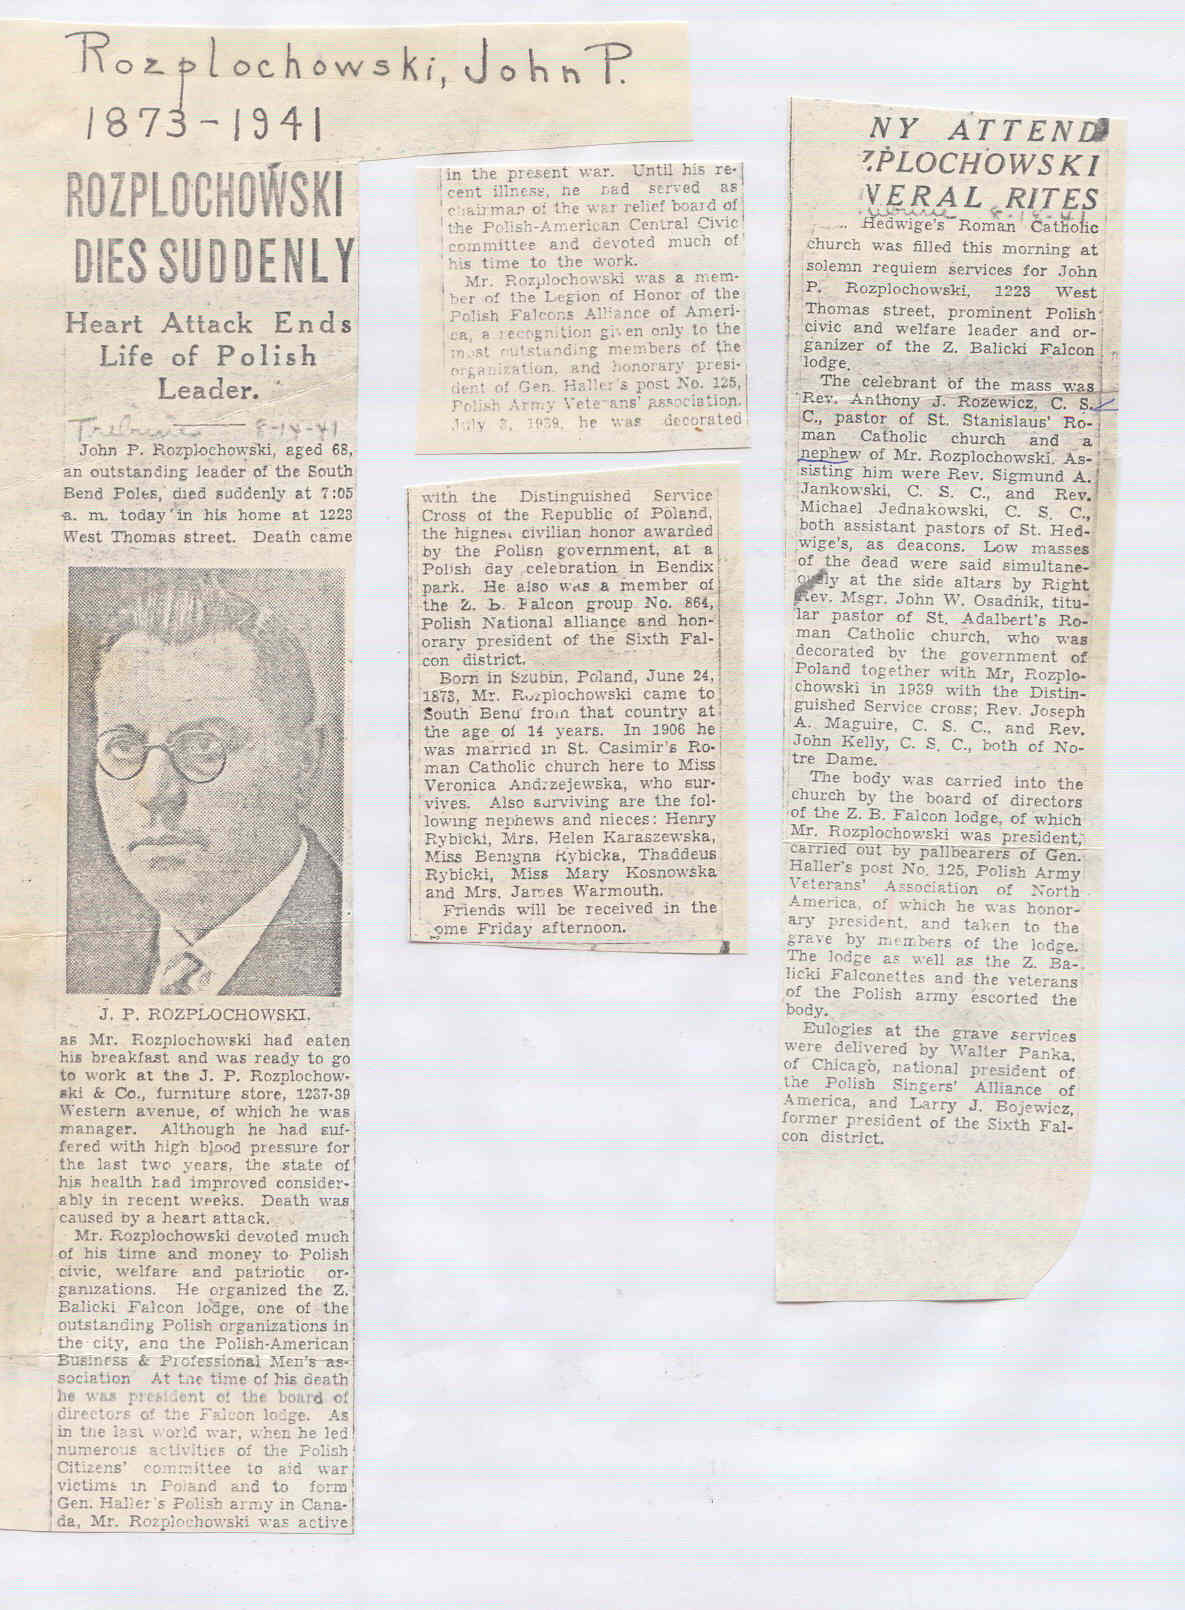 Rozplochowski, John P.
1873-1941
ROZPLOCHOWSKI
DIES SUDDENLY
Heart Attack Ends
Life of Polish
Leader.
Tribune 8-14-41
John P. Rozplochowski, aged 68,
an outstanding leader of the South
Bend Poles, died suddenly at 7:05
a. m. today in his home at 1223
West Thomas street. Death came
J. P. ROZPLOCHOWSKI.
as Mr. Rozplochowski had eaten
his breakfast and was ready to go
to work at the J. P. Rozplochow-
ski & Co., furniture store, 1237-39
Western avenue, of which he was
manager. Although he had suf-
fered with high blood pressure for
the last two years, the state of
his health had improved consider-
ably in recent weeks. Death was
caused by a heart attack.
Mr. Rozplochowski devoted much
of his time and money to Polish
civic, welfare and patriotic or-
ganizations. He organized the Z.
Balicki Falcon lodge, one of the
outstanding Polish organizations in
the city, and the Polish-American
Business & Professional Men's as-
sociation At the time of his death
he was president of the board of
directors of the Falcon lodge. As
in the last world war, when he led
numerous activities of the Polish
Citizens' committee to aid war
victims in Poland and to form
Gen. Haller's Polish army in Cana-
da, Mr. Rozplochowski was active
in the present war. Until his re-
cent illness, he had served as
chairman of the war relief board of
the Polish-American Central Civic
committee and devoted much of
his time to the work.
Mr. Rozplochowski was a mem-
ber of the Legion of Honor of the
Polish Falcons Alliance of Ameri-
ca, a recognition given only to the
most outstanding members of the
organization, and honorary presi-
dent of Gen. Haller's post No. 125,
Polish Army Veterans' association.
July 3, 1939, he was decorated
with the Distinguished Service
Cross of the Republic of Poland,
the highest civilian honor awarded
by the Polish government, at a
Polish day celebration in Bendix
park. He also was a member of
the Z. B. Falcon group No. 864,
Polish National alliance and hon-
orary president of the Sixth Fal-
con district.
Born in Szubin, Poland, June 24,
1873, Mr. Rozplochowski came to
South Bend from that country at
the age of 14 years. In 1906 he
was married in St. Casimir's Ro-
man Catholic church here to Miss
Veronica Andrzejewska, who sur-
vives. Also surviving are the fol-
lowing nephews and nieces: Henry
Rybicki, Mrs. Helen Karaszewska,
Miss Benigna Rybicka, Thaddeus
Rybicki, Miss Mary Kosnowska
and Mrs. James Warmouth.
Friends will be received in the
ome Friday afternoon.
NY ATTEND
ZPLOCHOWSKI
NERAL RITES
Tribune 8-18-41
Hedwige's Roman Catholic
church was filled this morning at
solemn requiem services for John
P. Rozplochowski, 1223 West
Thomas street, prominent Polish
civic and welfare leader and or-
ganizer of the Z. Balicki Falcon
lodge.
The celebrant of the mass was
Rev. Anthony J. Rozewicz, C. S.
C., pastor of St. Stanislaus' Ro-
man Catholic church and a
nephew of Mr. Rozplochowski. As-
sisting him were Rev. Sigmund A.
Jankowski, C. S. C., and Rev.
Michael Jednakowski, C. S. C.,
both assistant pastors of St. Hed-
wige's, as deacons. Low masses
of the dead were said simultane-
ously at the side altars by Right
Rev. Msgr. John W. Osadnik, titu-
lar pastor of St. Adalbert's Ro-
man Catholic church, who was
decorated by the government of
Poland together with Mr, Rozplo-
chowski in 1939 with the Distin-
guished Service cross; Rev. Joseph
A. Maguire, C. S. C., and Rev.
John Kelly, C. S. C., both of No-
tre Dame.
The body was carried into the
church by the board of directors
of the Z. B. Falcon lodge, of which
Mr. Rozplochowski was president,
carried out by pallbearers of Gen.
Haller's post No. 125, Polish Army
Veterans' Association of North
America, of which he was honor-
ary president, and taken to the
grave by members of the lodge.
The lodge as well as the Z. Ba-
licki Falconettes and the veterans
of the Polish army escorted the
body.
Eulogies at the grave services
were delivered by Walter Panka,
of Chicago, national president of
the Polish Singers' Alliance of
America, and Larry J. Bojewicz,
former president of the Sixth Fal-
con district.